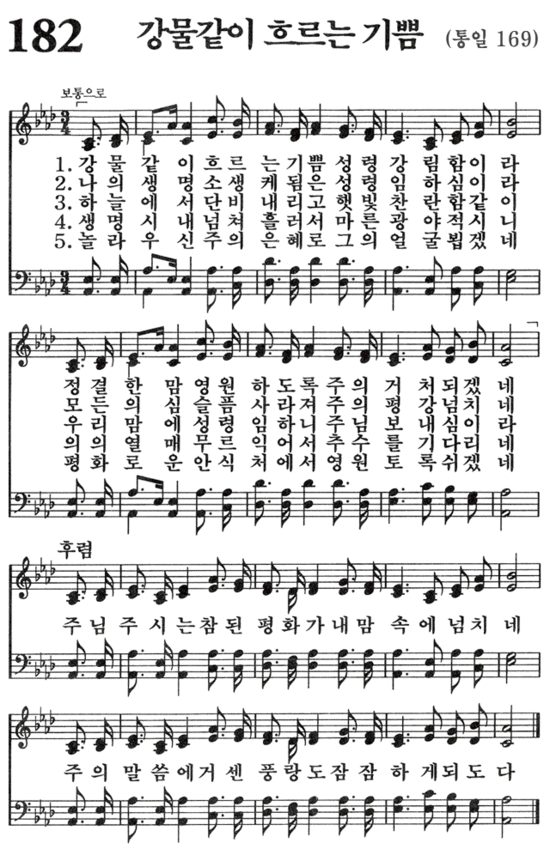 182 강물같이 흐르는 기쁨 (통일 169)
보통으로
1. 강 물 같 이 흐 르 는 기 쁨 성 령 강 림 함 이 라
2. 나 의 생 명 소 생 케 됨 은 성 령 임 하 심 이 라
3. 하 늘 에 서 단 비 내 리 고 햇 빛 찬 란 함 같 이
4. 생 명 시 내 넘 쳐 흘 러 서 마 른 광 야 적 시 니
5. 놀 라 우 신 주 의 은 혜 로 그 의 얼 굴 뵙 겠 네
정 결 한 맘 영 원 하 도 록 주 의 거 처 되 겠 네
모 든 의 심 슬 픔 사 라 져 주 의 평 강 넘 치 네
우 리 맘 에 성 령 임 하 니 주 님 보 내 심 이 라
의 의 열 매 무 르 익 어 서 추 수 를 기 다 리 네
평 화 로 운 안 식 처 에 서 영 원 토 록 쉬 겠 네
후렴
주 님 주 시 는 참 된 평 화 가 내 맘 속 에 넘 치 네
주 의 말 씀 에 거 센 풍 랑 도 잠 잠 하 게 되 도 다